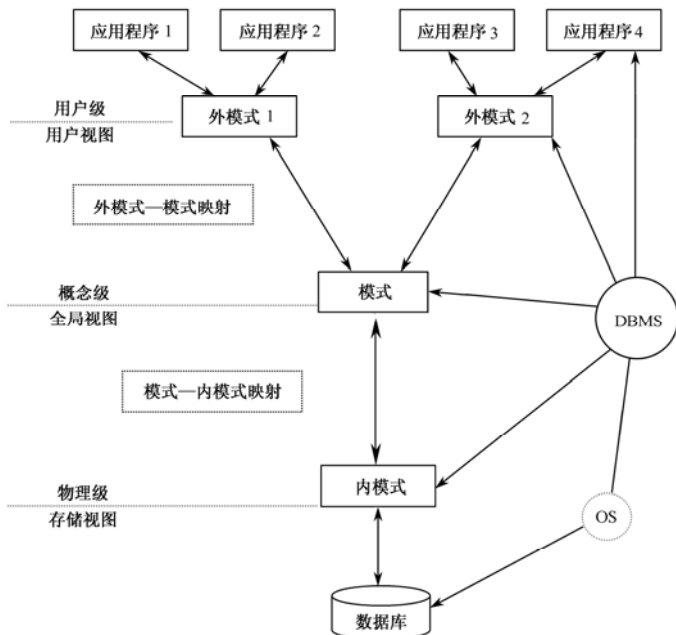 应用程序 1
应用程序 2
应用程序 3
应用程序 4
用户级
用户视图
外模式 1
外模式 2
外模式—模式映射
概念级
全局视图
模式
DBMS
模式—内模式映射
物理级
存储视图
内模式
OS
数据库